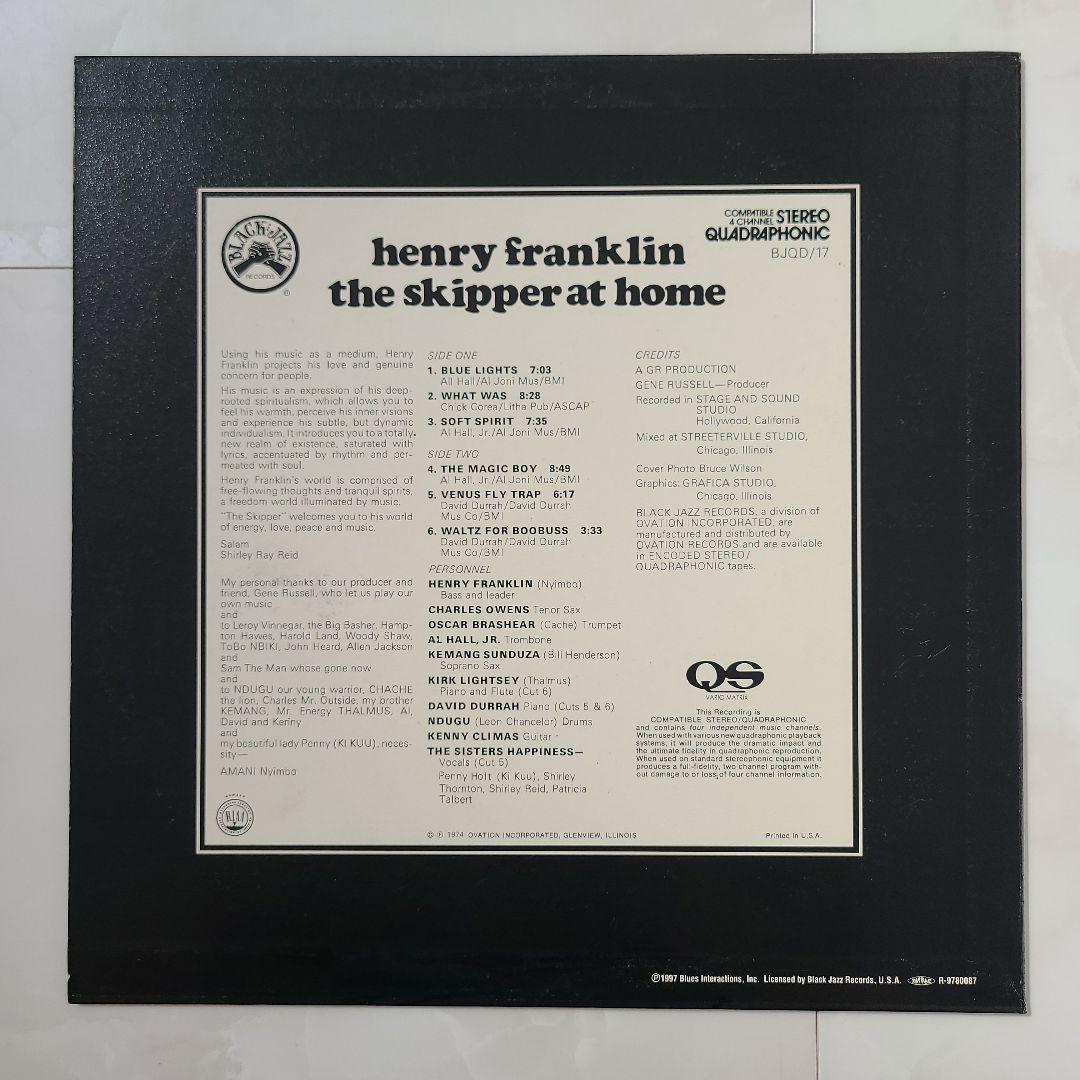 BLACK JAZZ
RECORDS
®
COMPATIBLE
4 CHANNEL STEREO
QUADRAPHONIC
BJQD/17
henry franklin
the skipper at home
Using his music as a medium, Henry
Franklin projects his love and genuine
concern for people.
His music is an expression of his deep-
rooted spiritualism, which allows you to
feel his warmth, perceive his inner visions
and experience his subtle, but dynamic
individualism. It introduces you to a totally
new realm of existence, saturated with
lyrics, accentuated by rhythm and per-
meated with soul.
Henry Franklin's world is comprised of
free-flowing thoughts and tranquil spirits,
a freedom world illuminated by music.
"The Skipper" welcomes you to his world
of energy, love, peace and music.
Salam
Shirley Ray Reid
My personal thanks to our producer and
friend, Gene Russell, who let us play our
own music
and
to Leroy Vinnegar, the Big Basher, Hamp-
ton Hawes, Harold Land, Woody Shaw,
ToBo NBIKI, John Heard, Allen Jackson
and
Sam The Man whose gone now
and
to NDUGU our young warrior, CHACHE
the lion, Charles Mr. Outside, my brother
KEMANG, Mr. Energy THALMUS, Al,
David and Kenny
and
my beautiful lady Penny (KI KUU), neces-
sity—
AMANI Nyimbo
RIAA
SIDE ONE
1. BLUE LIGHTS 7:03
All Hall/Al Joni Mus/BMI
2. WHAT WAS 8:28
Chick Corea/Litha Pub/ASCAP
3. SOFT SPIRIT 7:35
Al Hall, Jr./Al Joni Mus/BMI
SIDE TWO
4. THE MAGIC BOY 8:49
Al Hall, Jr./Al Joni Mus/BMI
5. VENUS FLY TRAP 6:17
David Durrah/David Durrah
Mus Co/BMI
6. WALTZ FOR BOOBUSS 3:33
David Durrah/David Durrah
Mus Co/BMI
PERSONNEL
HENRY FRANKLIN (Nyimbo)
Bass and leader
CHARLES OWENS Tenor Sax
OSCAR BRASHEAR (Cache) Trumpet
AL HALL, JR. Trombone
KEMANG SUNDUZA (Bill Henderson)
Soprano Sax
KIRK LIGHTSEY (Thalmus)
Piano and Flute (Cut 6)
DAVID DURRAH Piano (Cuts 5 & 6)
NDUGU (Leon Chancelor) Drums
KENNY CLIMAS Guitar
THE SISTERS HAPPINESS—
Vocals (Cut 5)
Penny Holt (Ki Kuu), Shirley
Thornton, Shirley Reid, Patricia
Talbert
CREDITS
A GR PRODUCTION
GENE RUSSELL—Producer
Recorded in STAGE AND SOUND
STUDIO
Hollywood, California
Mixed at STREETERVILLE STUDIO,
Chicago, Illinois
Cover Photo Bruce Wilson
Graphics: GRAFICA STUDIO,
Chicago, Illinois
BLACK JAZZ RECORDS, a division of
OVATION INCORPORATED, are
manufactured and distributed by
OVATION RECORDS and are available
in ENCODED STEREO/
QUADRAPHONIC tapes.
QS
VARIO MATRIX
This Recording is
COMPATIBLE STEREO/QUADRAPHONIC
and contains four independent music channels.
When used with various new quadraphonic playback
systems, it will produce the dramatic impact and
the ultimate fidelity in quadraphonic reproduction.
When used on standard stereophonic equipment it
produces a full-fidelity, two channel program with-
out damage to or loss of four channel information.
© ℗ 1974 OVATION INCORPORATED, GLENVIEW, ILLINOIS
Printed in U.S.A.
℗1997 Blues Interactions, Inc. Licensed by Black Jazz Records, U.S.A. R-9780087